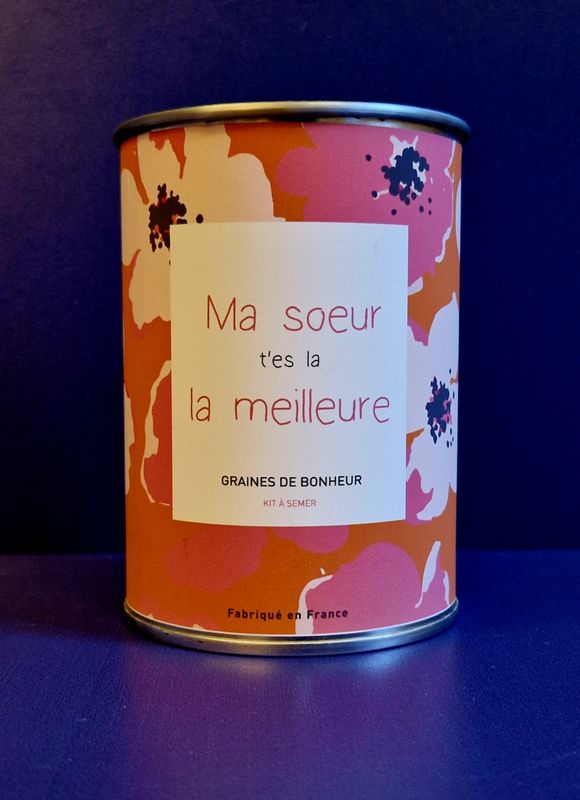 Ma soeur
t'es la
la meilleure
GRAINES DE BONHEUR
KIT À SEMER
Fabriqué en France